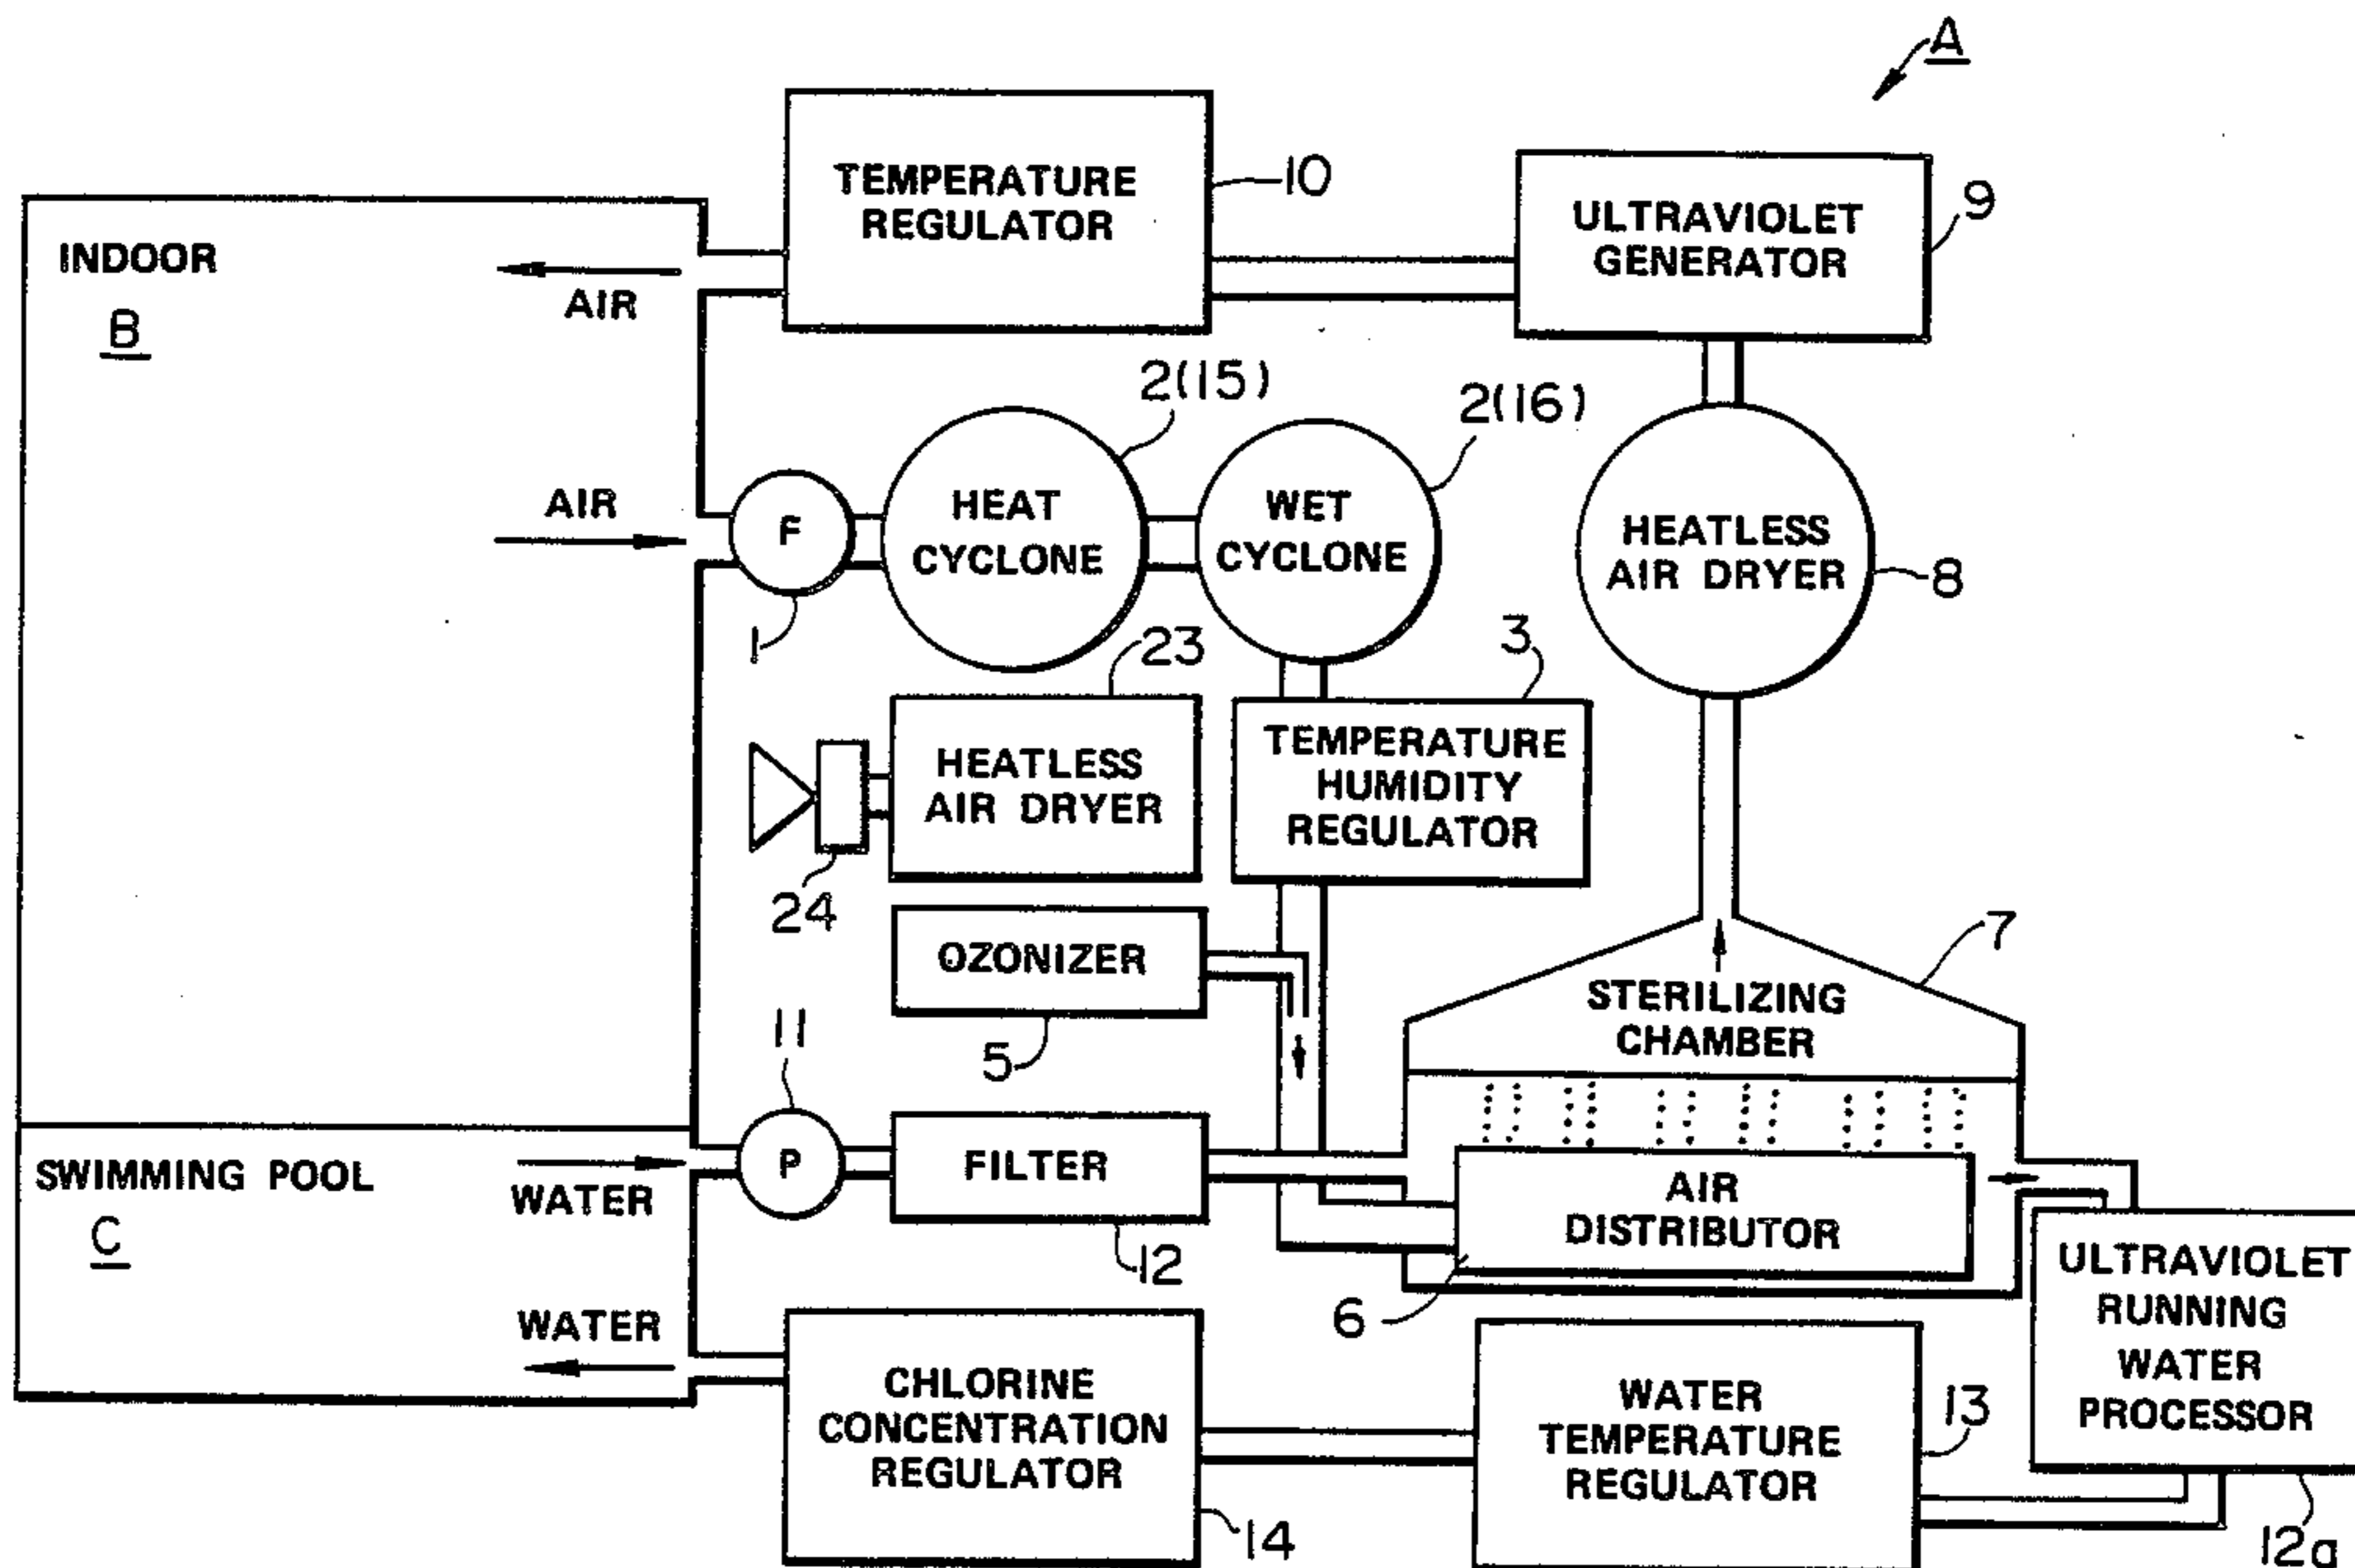 A
TEMPERATURE
REGULATOR
10
ULTRAVIOLET
GENERATOR
9
INDOOR
B
AIR
2(15)
2(16)
AIR
F
HEAT
CYCLONE
WET
CYCLONE
HEATLESS
AIR DRYER
8
1
23
3
HEATLESS
AIR DRYER
TEMPERATURE
HUMIDITY
REGULATOR
24
OZONIZER
7
STERILIZING
CHAMBER
11
5
SWIMMING POOL
C
WATER
P
FILTER
12
AIR
DISTRIBUTOR
6
ULTRAVIOLET
RUNNING
WATER
PROCESSOR
WATER
CHLORINE
CONCENTRATION
REGULATOR
14
WATER
TEMPERATURE
REGULATOR
13
12a